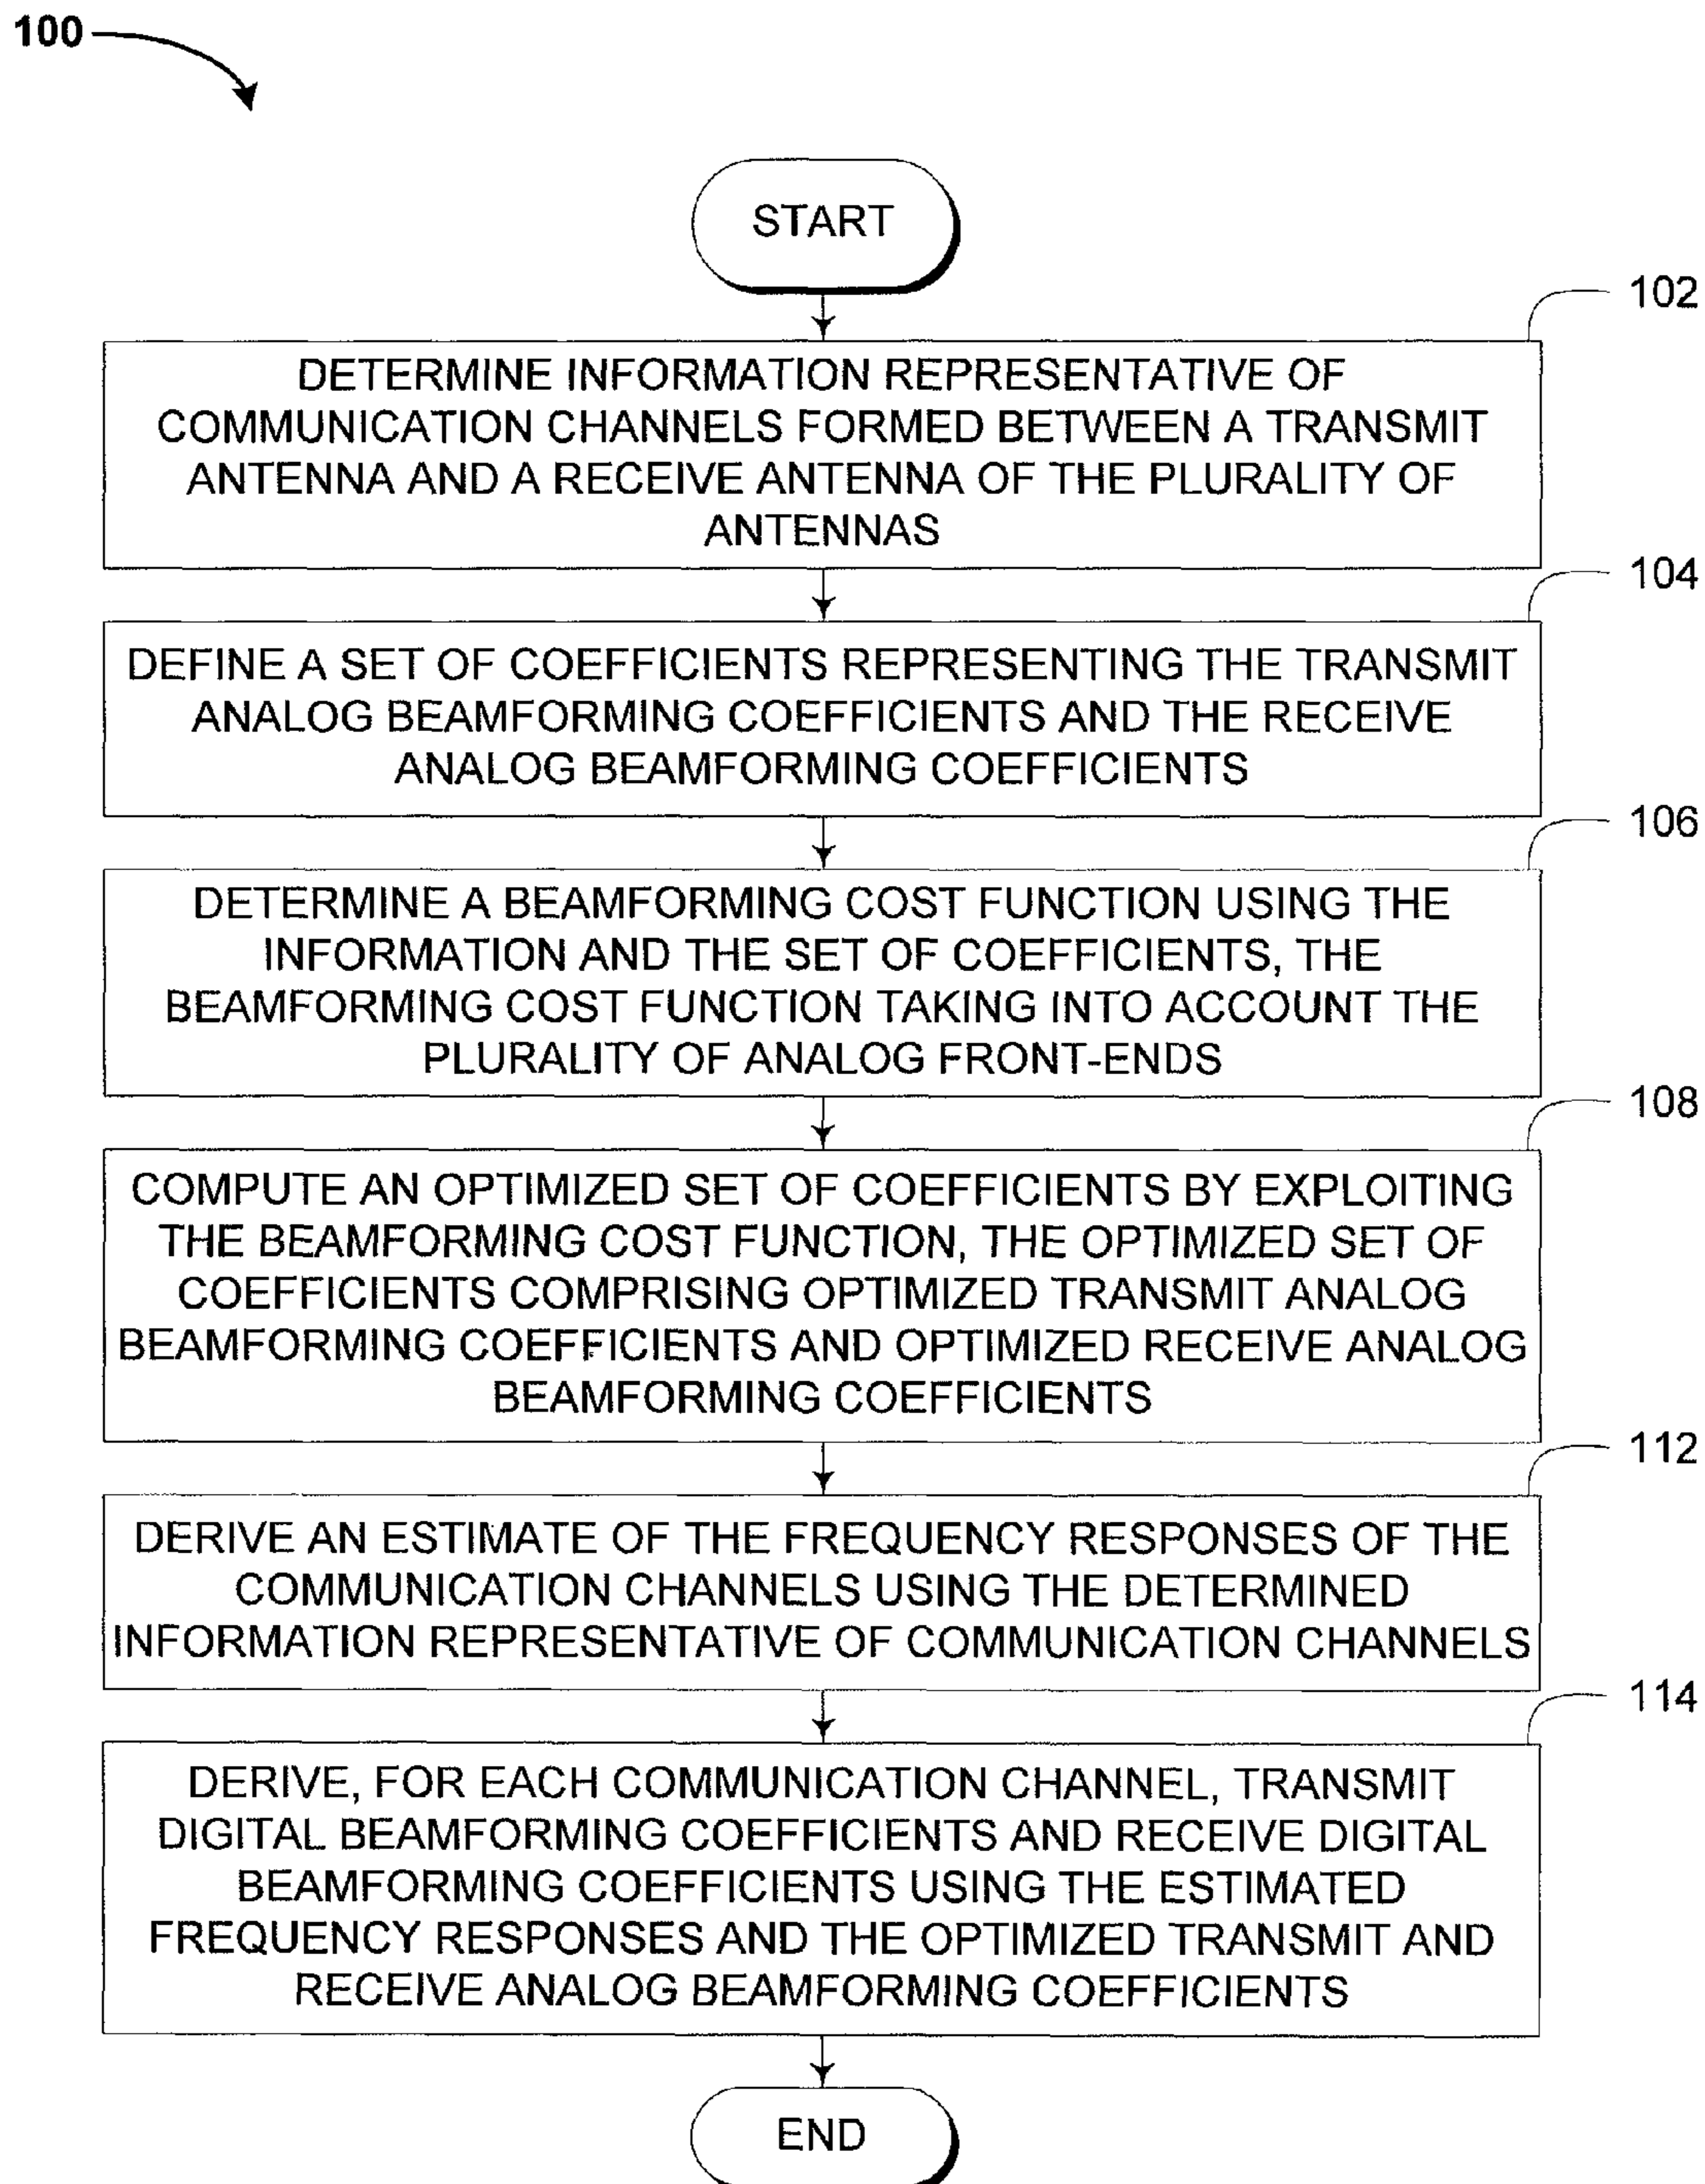 100
START
102
DETERMINE INFORMATION REPRESENTATIVE OF
COMMUNICATION CHANNELS FORMED BETWEEN A TRANSMIT
ANTENNA AND A RECEIVE ANTENNA OF THE PLURALITY OF
ANTENNAS
104
DEFINE A SET OF COEFFICIENTS REPRESENTING THE TRANSMIT
ANALOG BEAMFORMING COEFFICIENTS AND THE RECEIVE
ANALOG BEAMFORMING COEFFICIENTS
106
DETERMINE A BEAMFORMING COST FUNCTION USING THE
INFORMATION AND THE SET OF COEFFICIENTS, THE
BEAMFORMING COST FUNCTION TAKING INTO ACCOUNT THE
PLURALITY OF ANALOG FRONT-ENDS
108
COMPUTE AN OPTIMIZED SET OF COEFFICIENTS BY EXPLOITING
THE BEAMFORMING COST FUNCTION, THE OPTIMIZED SET OF
COEFFICIENTS COMPRISING OPTIMIZED TRANSMIT ANALOG
BEAMFORMING COEFFICIENTS AND OPTIMIZED RECEIVE ANALOG
BEAMFORMING COEFFICIENTS
112
DERIVE AN ESTIMATE OF THE FREQUENCY RESPONSES OF THE
COMMUNICATION CHANNELS USING THE DETERMINED
INFORMATION REPRESENTATIVE OF COMMUNICATION CHANNELS
114
DERIVE, FOR EACH COMMUNICATION CHANNEL, TRANSMIT
DIGITAL BEAMFORMING COEFFICIENTS AND RECEIVE DIGITAL
BEAMFORMING COEFFICIENTS USING THE ESTIMATED
FREQUENCY RESPONSES AND THE OPTIMIZED TRANSMIT AND
RECEIVE ANALOG BEAMFORMING COEFFICIENTS
END